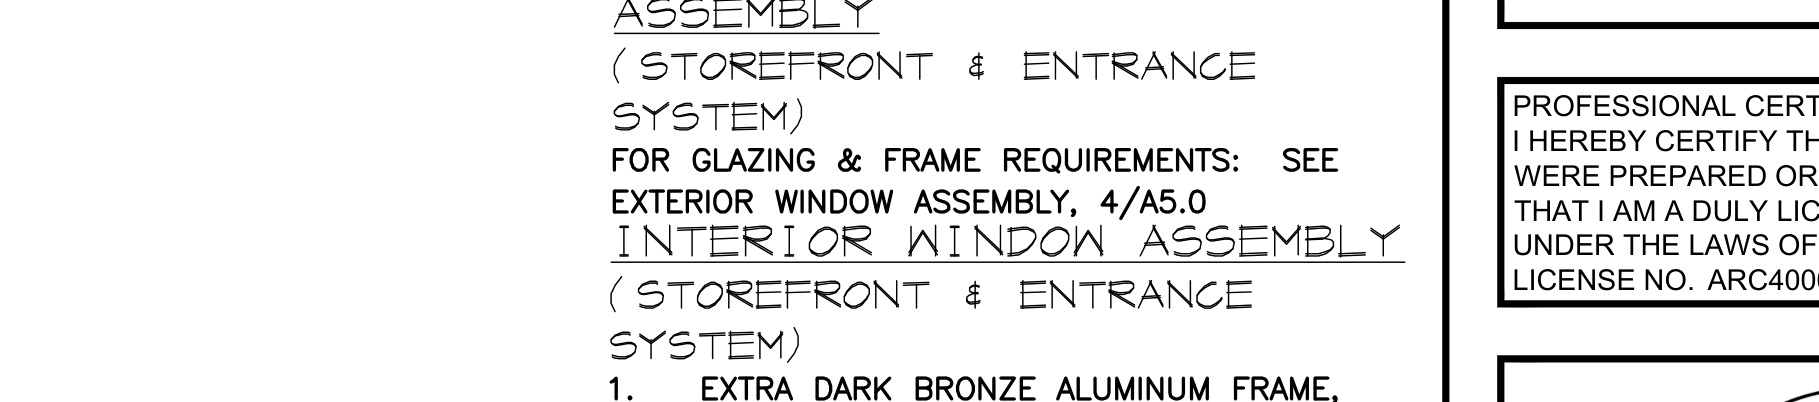 ASSEMBLY
(STOREFRONT & ENTRANCE
SYSTEM)
FOR GLAZING & FRAME REQUIREMENTS: SEE
EXTERIOR WINDOW ASSEMBLY, 4/A5.0
INTERIOR WINDOW ASSEMBLY
(STOREFRONT & ENTRANCE
SYSTEM)
1. EXTRA DARK BRONZE ALUMINUM FRAME,
PROFESSIONAL CERT
I HEREBY CERTIFY TH
WERE PREPARED OR
THAT I AM A DULY LIC
UNDER THE LAWS OF
LICENSE NO. ARC400